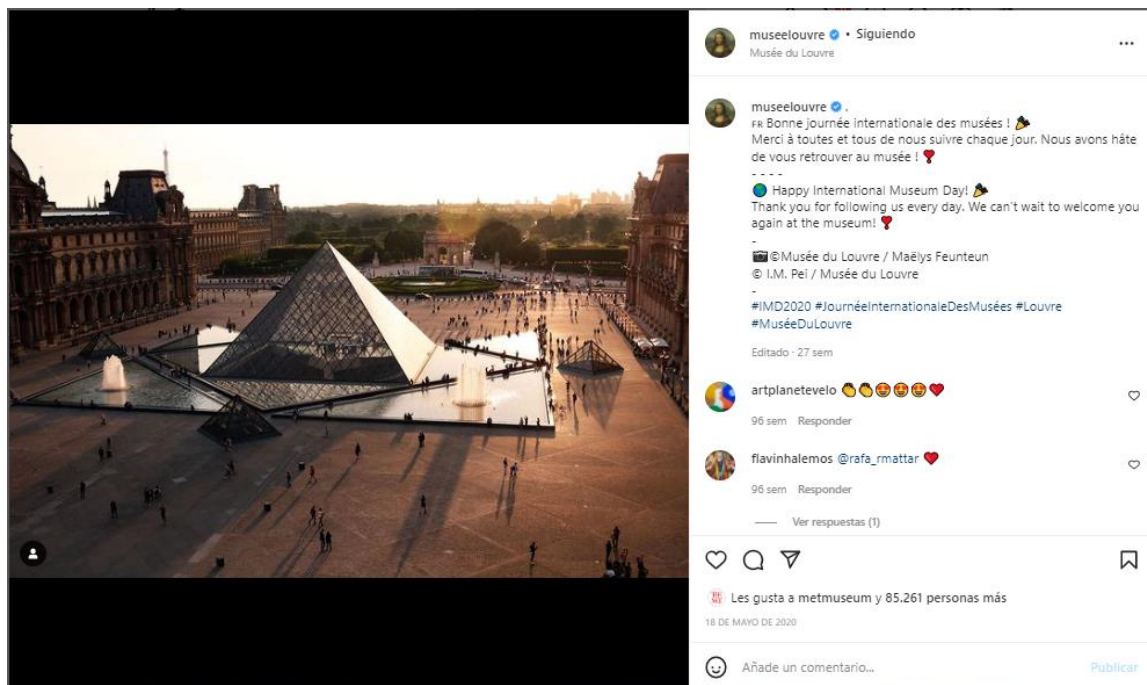 museelouvre • Siguiendo
Musée du Louvre
museelouvre .
FR Bonne journée internationale des musées ! 🎉
Merci à toutes et tous de nous suivre chaque jour. Nous avons hâte
de vous retrouver au musée ! ❣️
- - - -
🌍 Happy International Museum Day! 🎉
Thank you for following us every day. We can't wait to welcome you
again at the museum! ❣️
-
📷 ©Musée du Louvre / Maëlys Feunteun
© I.M. Pei / Musée du Louvre
-
#IMD2020 #JournéeInternationaleDesMusées #Louvre
#MuséeDuLouvre
Editado · 27 sem
artplanetevelo 👏👏😍😍😍❤️
96 sem Responder
flavinhalemos @rafa_rmattar ❤️
96 sem Responder
Ver respuestas (1)
Les gusta a metmuseum y 85.261 personas más
18 DE MAYO DE 2020
Añade un comentario...
Publicar